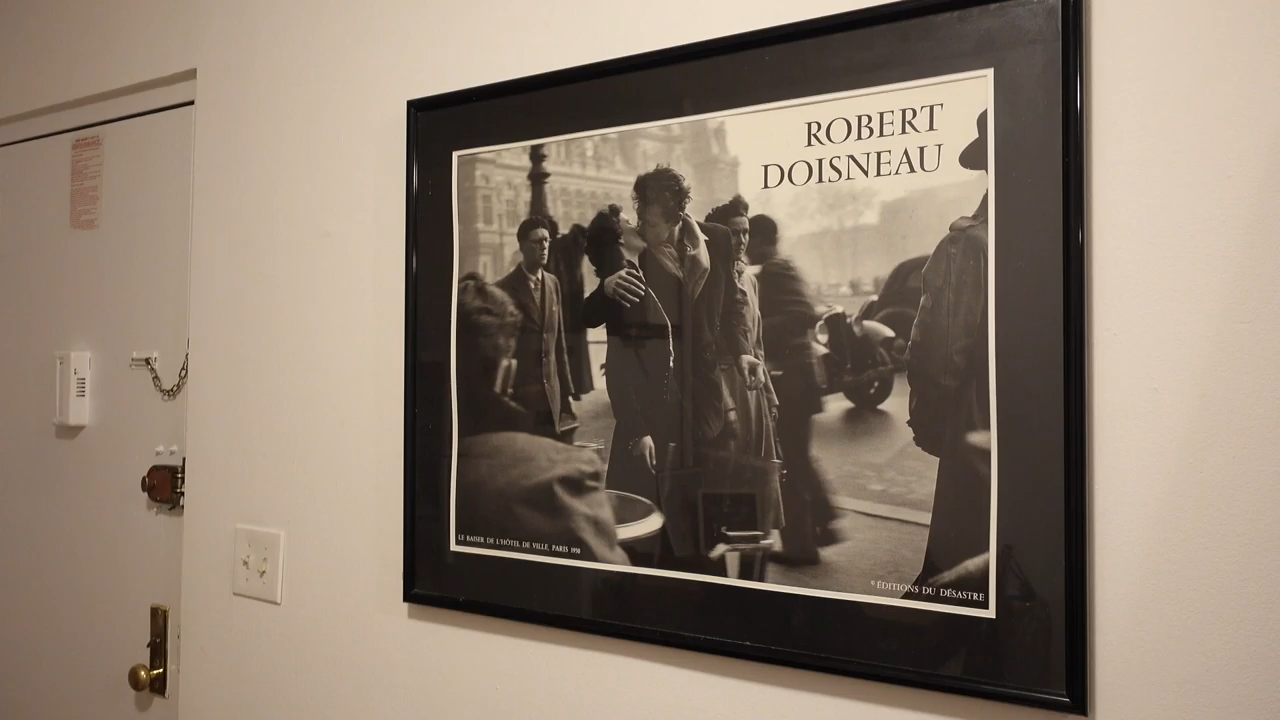 ROBERT
DOISNEAU
LE BAISER DE L'HÔTEL DE VILLE, PARIS 1950
© ÉDITIONS DU DÉSASTRE